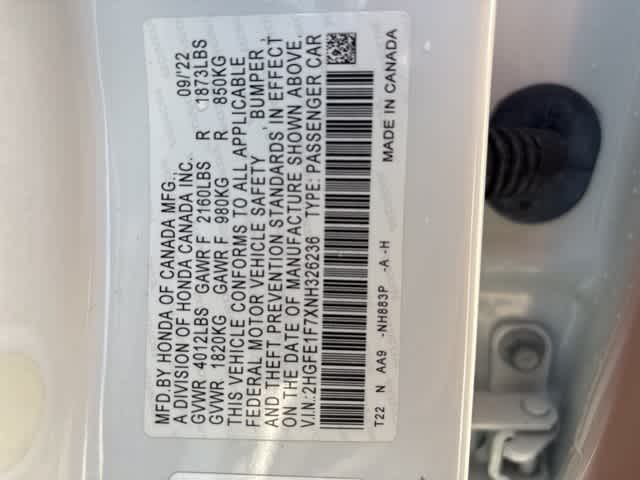 MFD.BY HONDA OF CANADA MFG., 09/'22
A DIVISION OF HONDA CANADA INC.
GVWR 4012LBS GAWR F 2160LBS R 1873LBS
GVWR 1820KG GAWR F 980KG R 850KG
THIS VEHICLE CONFORMS TO ALL APPLICABLE
FEDERAL MOTOR VEHICLE SAFETY BUMPER,
AND THEFT PREVENTION STANDARDS IN EFFECT
ON THE DATE OF MANUFACTURE SHOWN ABOVE.
V.I.N.:2HGFE1F7XNH326236 TYPE: PASSENGER CAR
T22 N AA9 -NH883P -A -H MADE IN CANADA